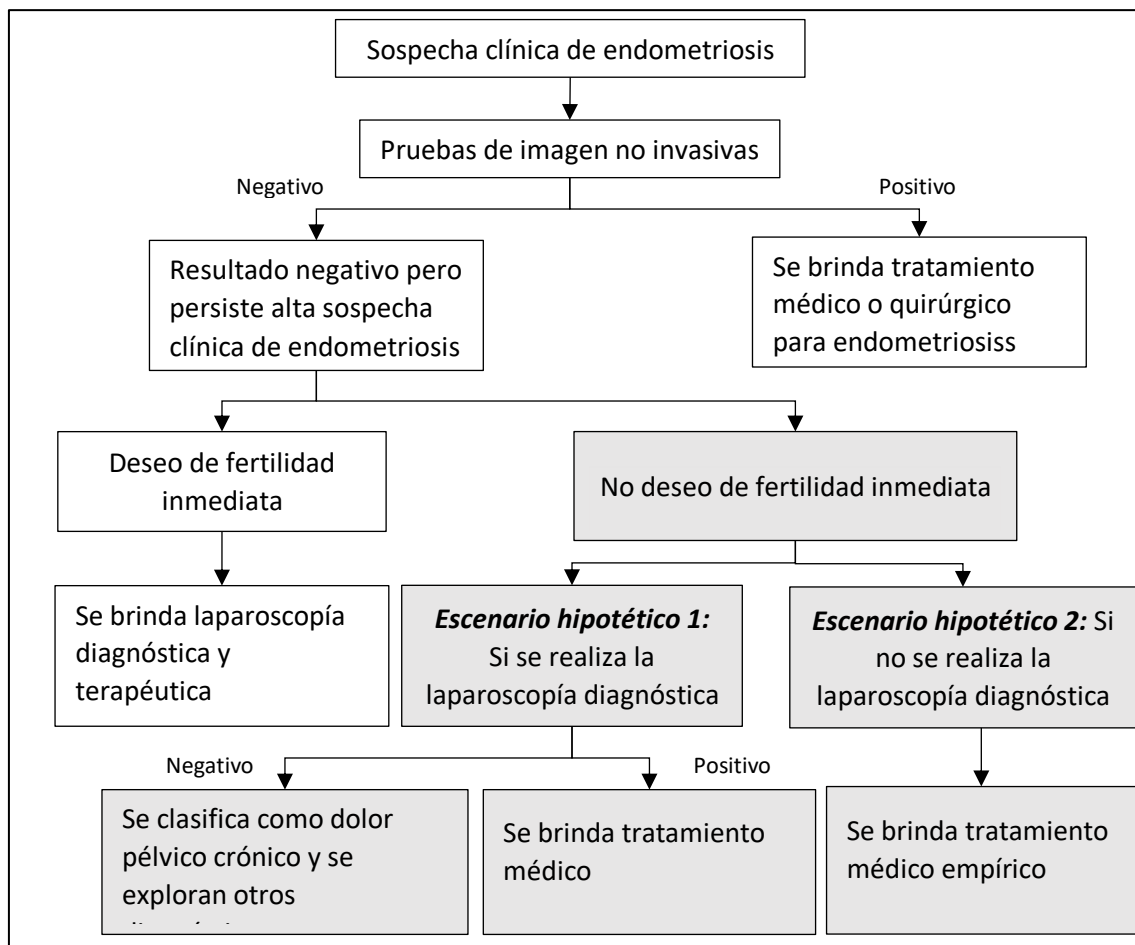 Sospecha clínica de endometriosis
Pruebas de imagen no invasivas
Negativo
Positivo
Resultado negativo pero
persiste alta sospecha
clínica de endometriosis
Se brinda tratamiento
médico o quirúrgico
para endometriosiss
Deseo de fertilidad
inmediata
No deseo de fertilidad inmediata
Se brinda laparoscopía
diagnóstica y
terapéutica
Escenario hipotético 1:
Si se realiza la
laparoscopía diagnóstica
Escenario hipotético 2: Si
no se realiza la
laparoscopía diagnóstica
Negativo
Positivo
Se clasifica como dolor
pélvico crónico y se
exploran otros
Se brinda tratamiento
médico
Se brinda tratamiento
médico empírico